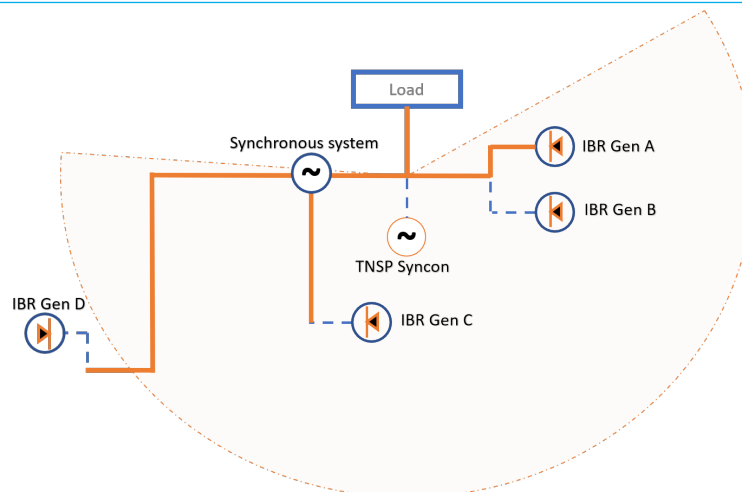 Load
Synchronous system
IBR Gen A
IBR Gen B
TNSP Syncon
IBR Gen D
IBR Gen C